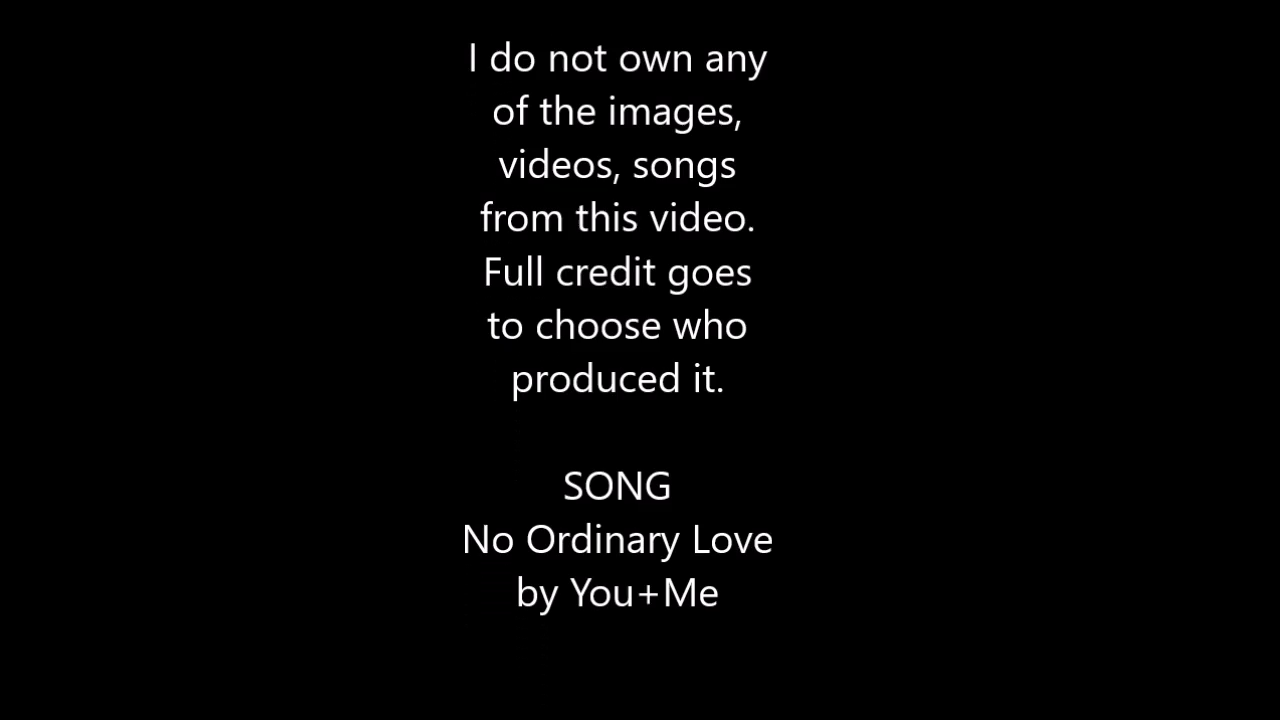 I do not own any
of the images,
videos, songs
from this video.
Full credit goes
to choose who
produced it.
SONG
No Ordinary Love
by You+Me